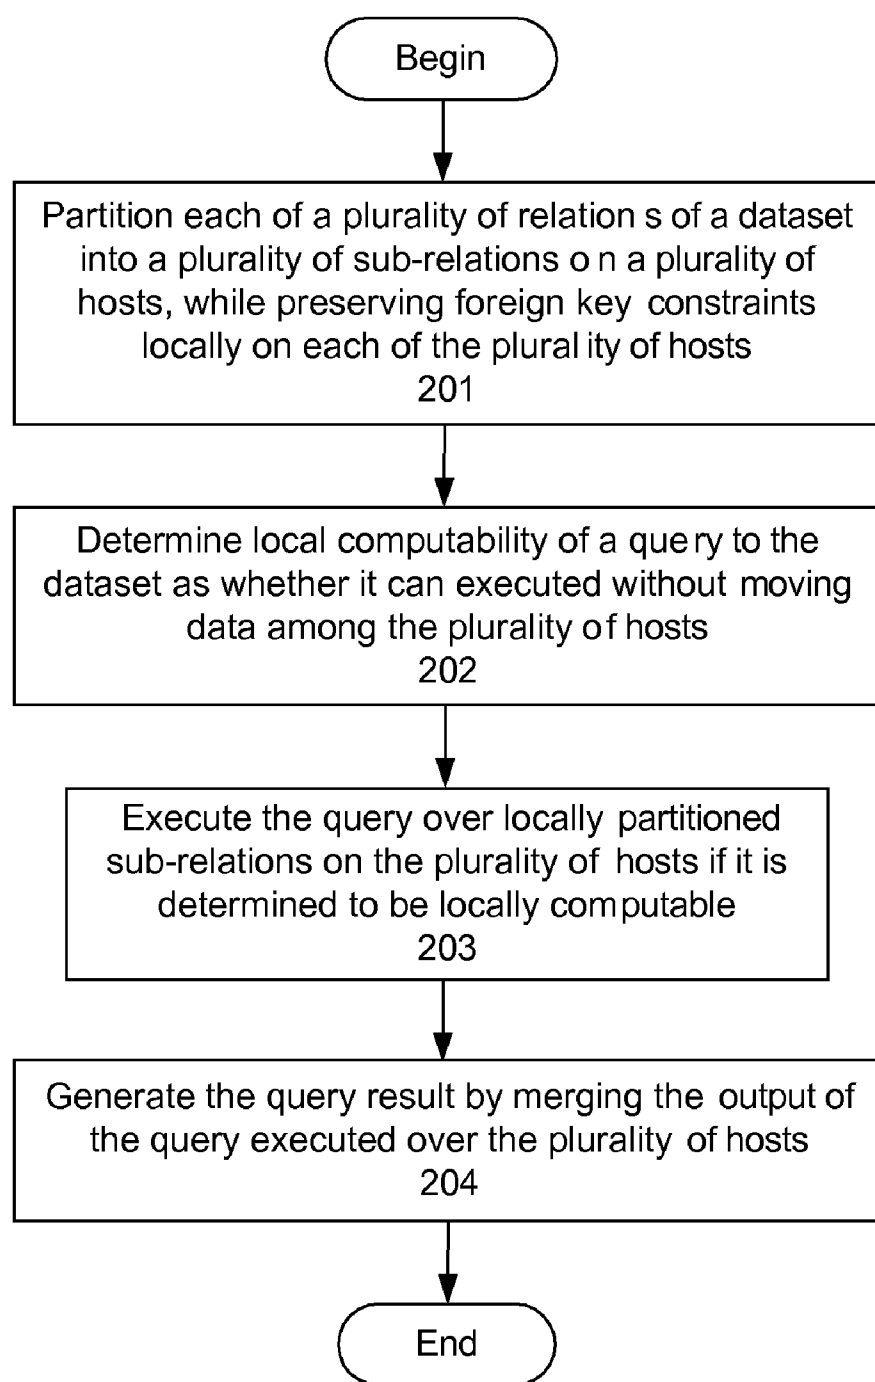 Begin
Partition each of a plurality of relation s of a dataset
into a plurality of sub-relations o n a plurality of
hosts, while preserving foreign key constraints
locally on each of the plurality of hosts
201
Determine local computability of a query to the
dataset as whether it can executed without moving
data among the plurality of hosts
202
Execute the query over locally partitioned
sub-relations on the plurality of hosts if it is
determined to be locally computable
203
Generate the query result by merging the output of
the query executed over the plurality of hosts
204
End